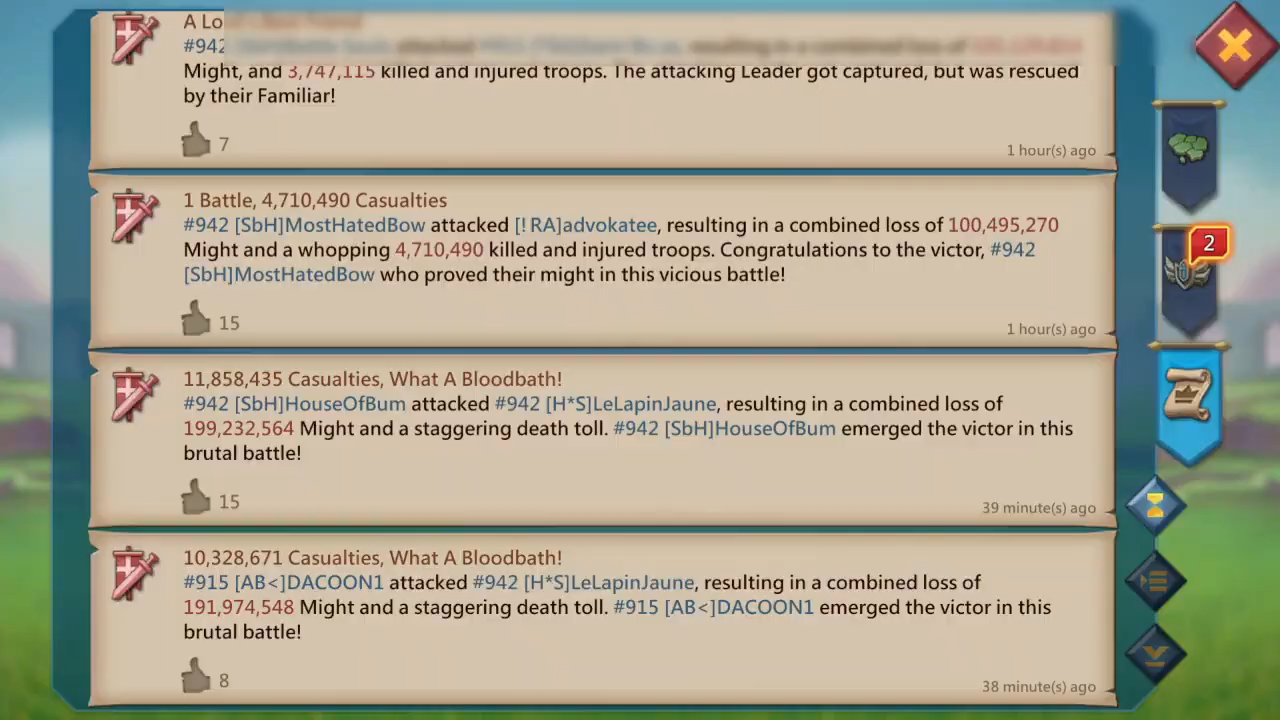 A Lo
#942
Might, and 3,747,115 killed and injured troops. The attacking Leader got captured, but was rescued
by their Familiar!
7
1 hour(s) ago
1 Battle, 4,710,490 Casualties
#942 [SbH]MostHatedBow attacked [! RA]advokatee, resulting in a combined loss of 100,495,270
Might and a whopping 4,710,490 killed and injured troops. Congratulations to the victor, #942
[SbH]MostHatedBow who proved their might in this vicious battle!
15
1 hour(s) ago
2
11,858,435 Casualties, What A Bloodbath!
#942 [SbH]HouseOfBum attacked #942 [H*S]LeLapinJaune, resulting in a combined loss of
199,232,564 Might and a staggering death toll. #942 [SbH]HouseOfBum emerged the victor in this
brutal battle!
15
39 minute(s) ago
10,328,671 Casualties, What A Bloodbath!
#915 [AB<]DACOON1 attacked #942 [H*S]LeLapinJaune, resulting in a combined loss of
191,974,548 Might and a staggering death toll. #915 [AB<]DACOON1 emerged the victor in this
brutal battle!
8
38 minute(s) ago